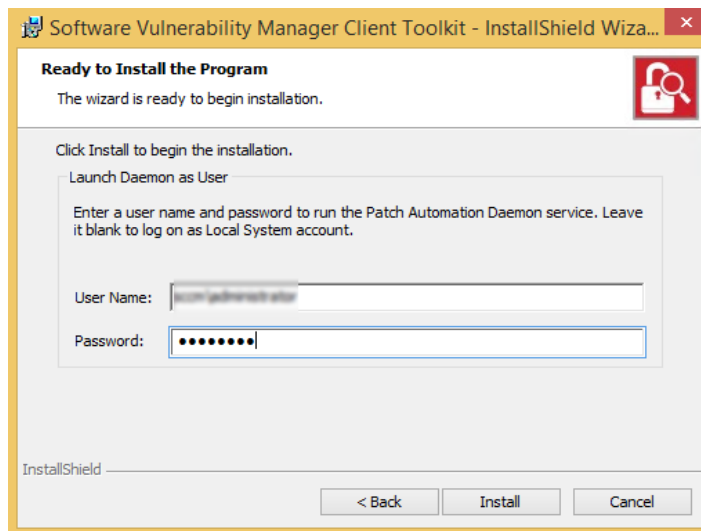 Software Vulnerability Manager Client Toolkit - InstallShield Wiza...
Ready to Install the Program
The wizard is ready to begin installation.
Click Install to begin the installation.
Launch Daemon as User
Enter a user name and password to run the Patch Automation Daemon service. Leave
it blank to log on as Local System account.
User Name:
Password: ●●●●●●●●
InstallShield
< Back Install Cancel